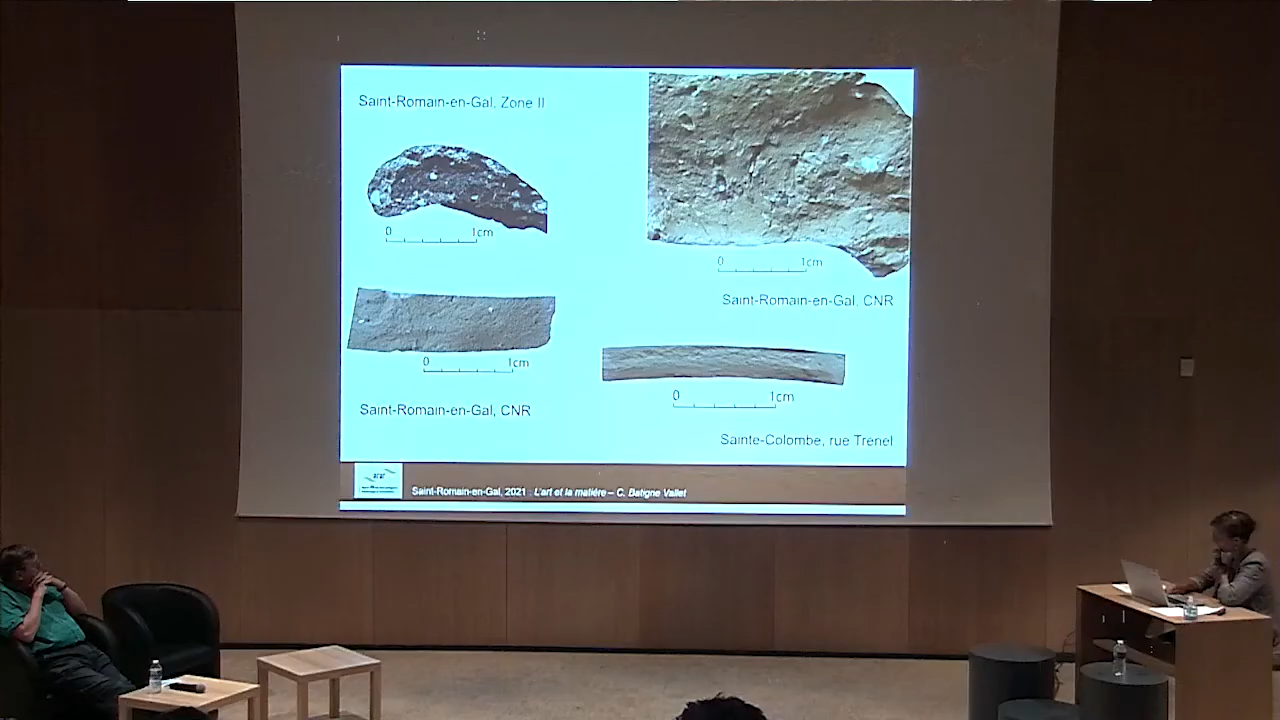 Saint-Romain-en-Gal, Zone II
0 1cm
0 1cm
Saint-Romain-en-Gal, CNR
0 1cm
Saint-Romain-en-Gal, CNR
0 1cm
Sainte-Colombe, rue Trenel
arar
Saint-Romain-en-Gal, 2021 L'art et la matière – C. Batigne Vallet